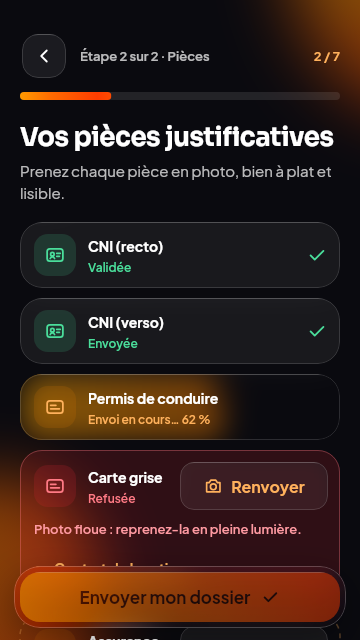 Étape 2 sur 2 · Pièces
2 / 7
Vos pièces justificatives
Prenez chaque pièce en photo, bien à plat et
lisible.
CNI (recto)
Validée
CNI (verso)
Envoyée
Permis de conduire
Envoi en cours… 62 %
Carte grise
Refusée
Renvoyer
Photo floue : reprenez-la en pleine lumière.
Envoyer mon dossier